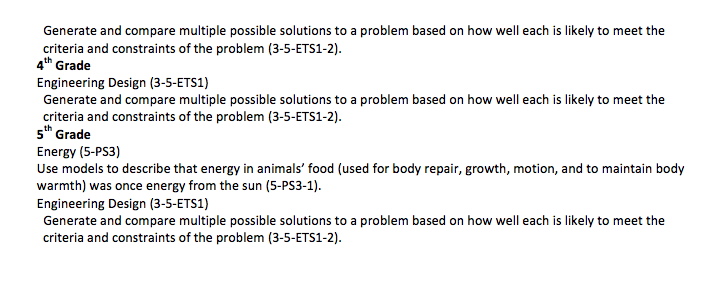 Generate and compare multiple possible solutions to a problem based on how well each is likely to meet the
criteria and constraints of the problem (3-5-ETS1-2).
4th Grade
Engineering Design (3-5-ETS1)
Generate and compare multiple possible solutions to a problem based on how well each is likely to meet the
criteria and constraints of the problem (3-5-ETS1-2).
5th Grade
Energy (5-PS3)
Use models to describe that energy in animals’ food (used for body repair, growth, motion, and to maintain body
warmth) was once energy from the sun (5-PS3-1).
Engineering Design (3-5-ETS1)
Generate and compare multiple possible solutions to a problem based on how well each is likely to meet the
criteria and constraints of the problem (3-5-ETS1-2).